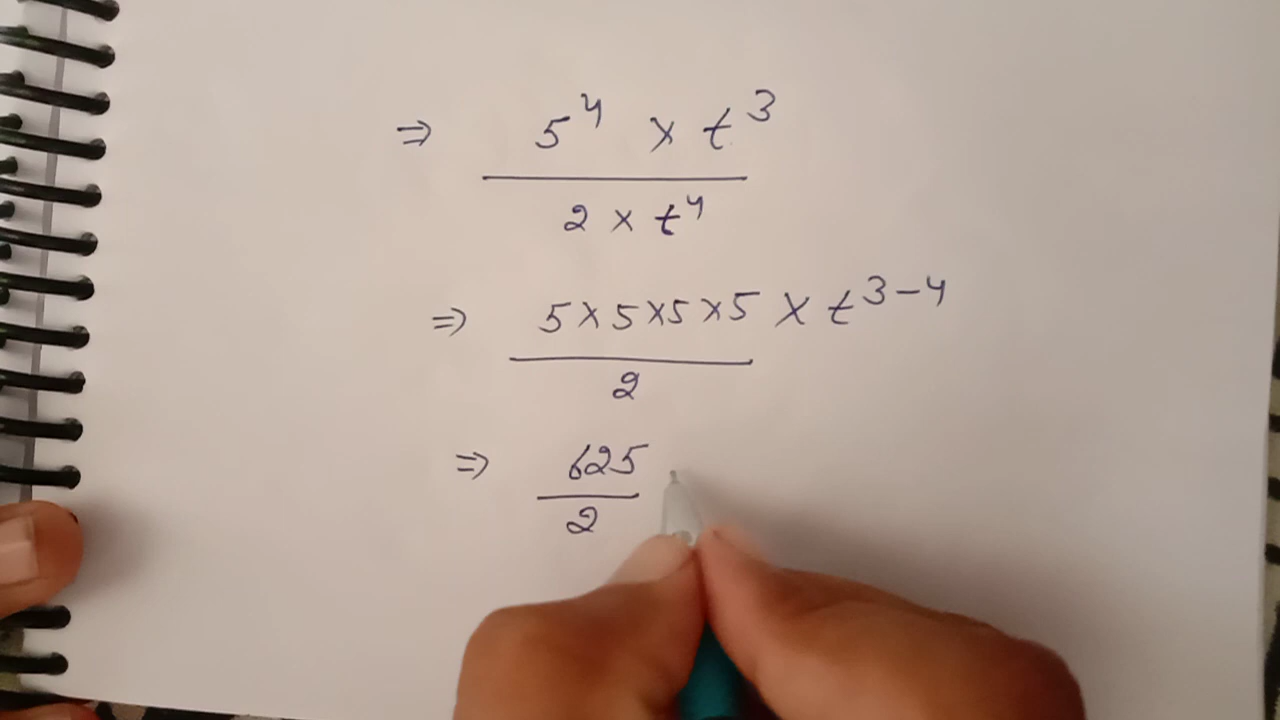 ⇒ 5⁴ × t³
2 × t⁴
⇒ 5×5×5×5 × t³⁻⁴
2
⇒ 625
2